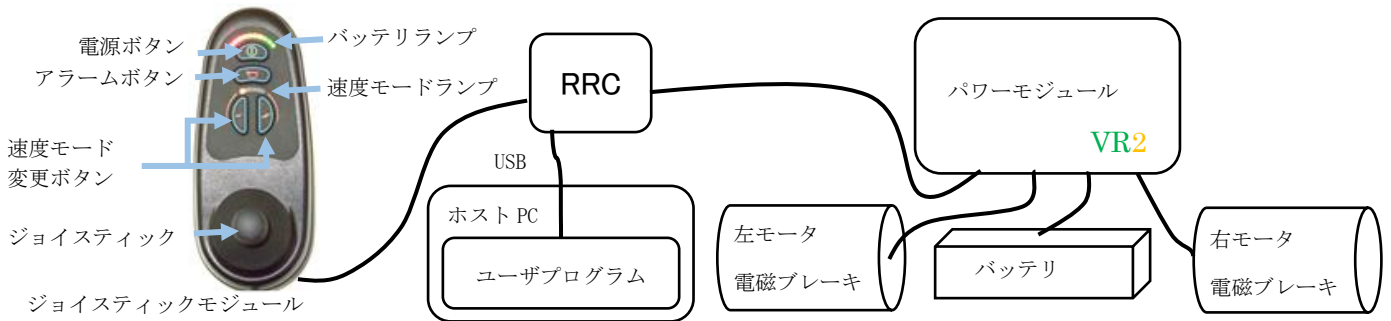 電源ボタン
アラームボタン
速度モード
変更ボタン
ジョイスティック
ジョイスティックモジュール
バッテリランプ
速度モードランプ
RRC
USB
ホスト PC
ユーザプログラム
パワーモジュール
VR2
左モータ
電磁ブレーキ
バッテリ
右モータ
電磁ブレーキ